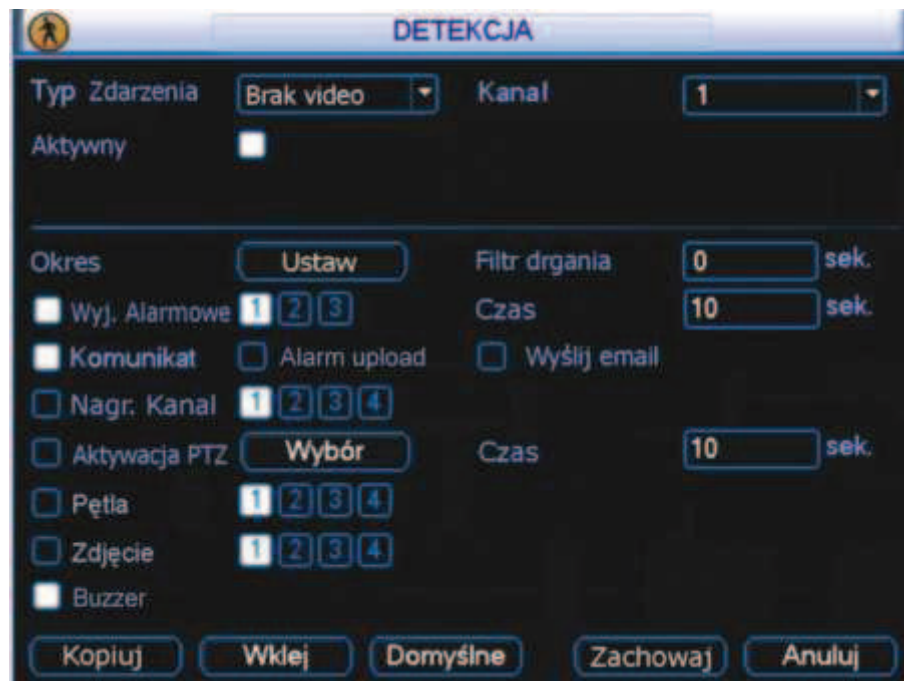 DETEKCJA
Typ Zdarzenia Brak video Kanał 1
Aktywny
Okres Ustaw Filtr drgania 0 sek.
Wyj. Alarmowe 1 2 3 Czas 10 sek.
Komunikat Alarm upload Wyślij email
Nagr. Kanał 1 2 3 4
Aktywacja PTZ Wybór Czas 10 sek.
Pętla 1 2 3 4
Zdjęcie 1 2 3 4
Buzzer
Kopiuj Wklej Domyślne Zachowaj Anuluj